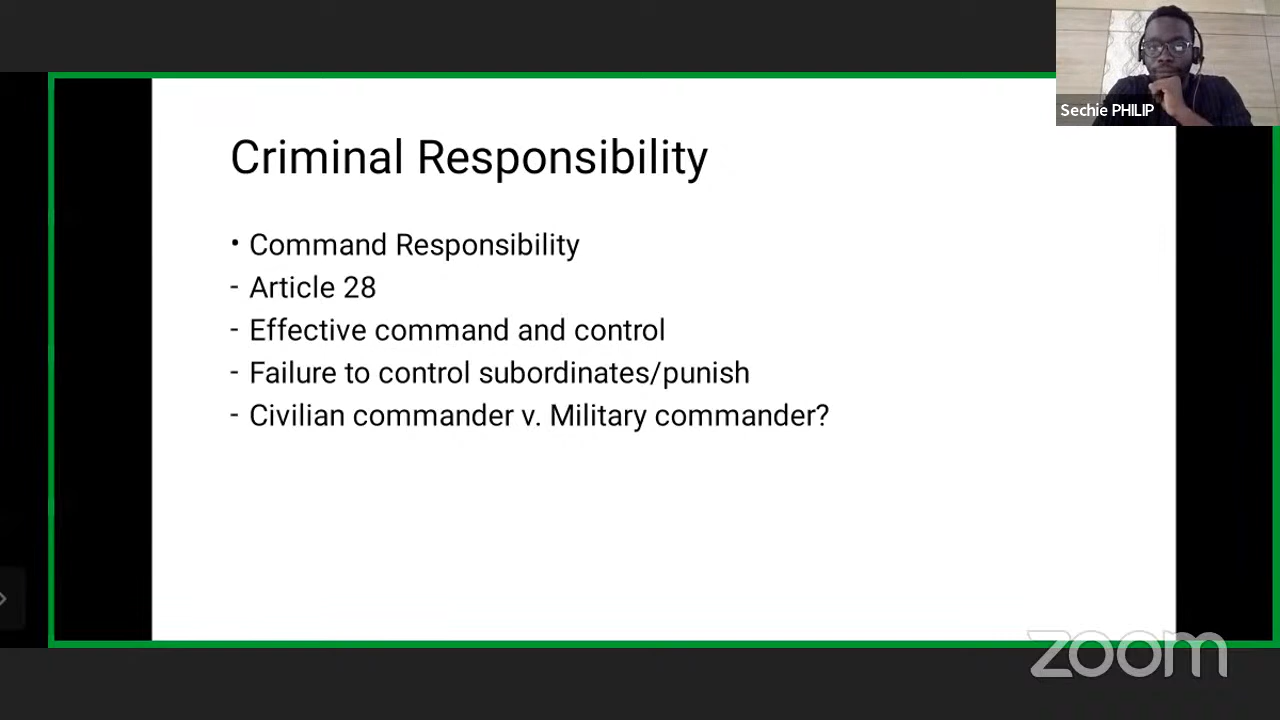 Sechie PHILIP
Criminal Responsibility
• Command Responsibility
- Article 28
- Effective command and control
- Failure to control subordinates/punish
- Civilian commander v. Military commander?
zoom